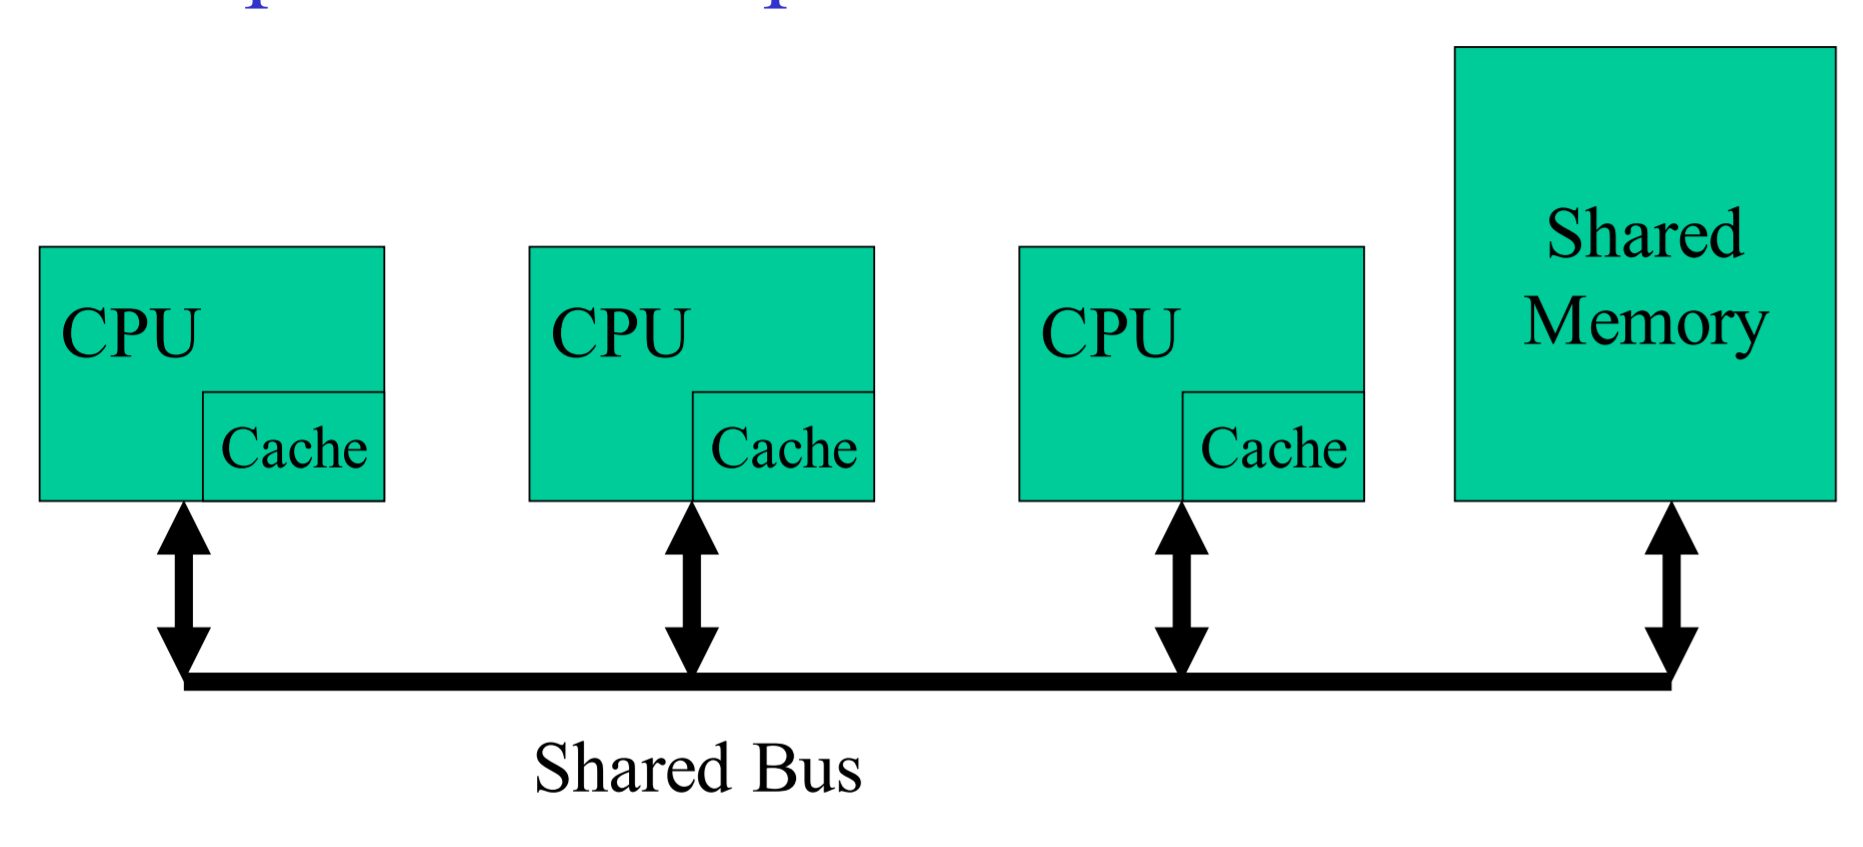 CPU
Cache
CPU
Cache
CPU
Cache
Shared
Memory
Shared Bus